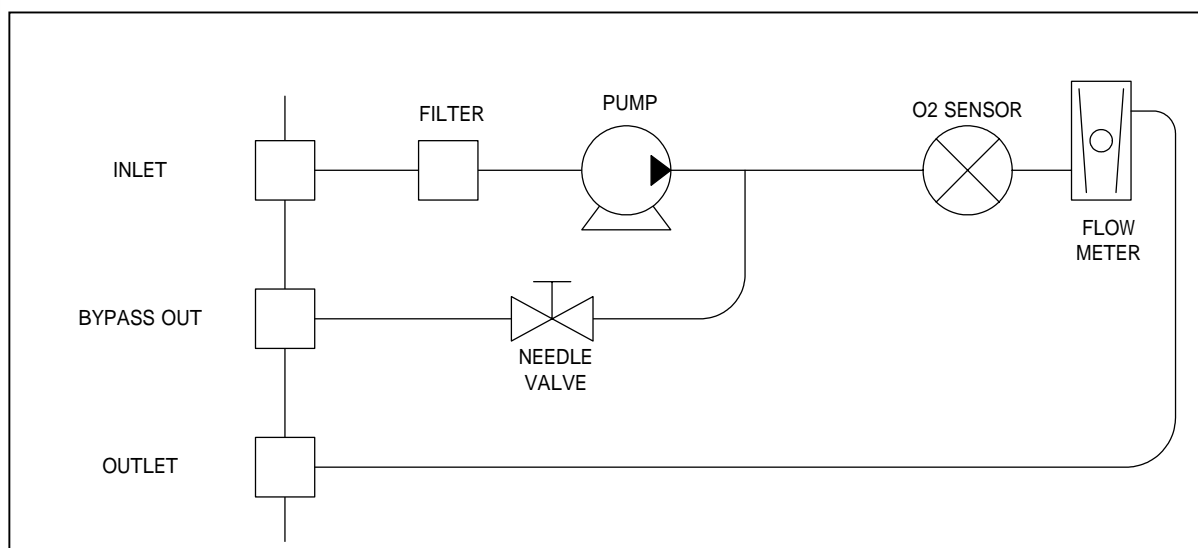 PUMP
FILTER
O2 SENSOR
INLET
FLOW
METER
BYPASS OUT
NEEDLE
VALVE
OUTLET